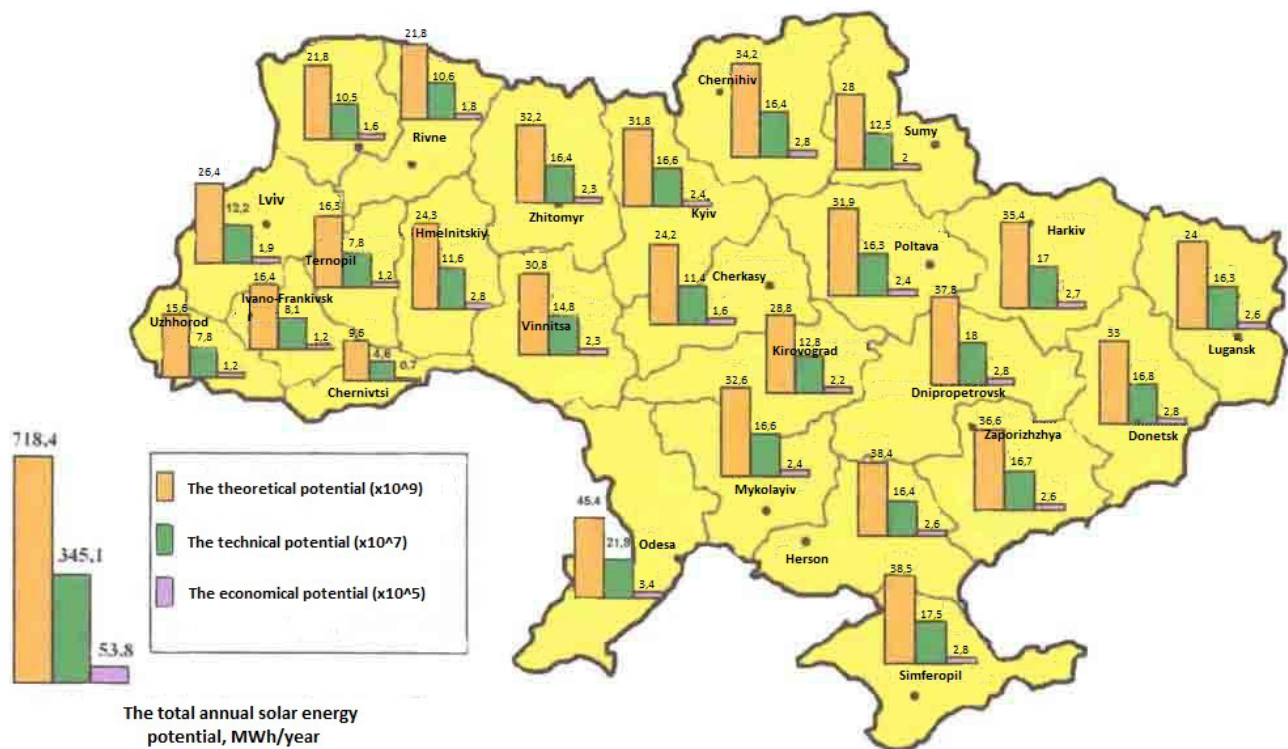 21,8
34,2
21,8
10,5
1,6
10,6
1,8
Rivne
Chernihiv
16,4
2,8
28
12,5
2
Sumy
32,2
16,4
2,3
Zhitomyr
31,8
16,6
2,4
Kyiv
26,4
12,2
1,9
Lviv
16,3
7,8
1,2
Ternopil
24,3
Hmelnitskiy
11,6
2,8
24,2
11,4
1,6
Cherkasy
31,9
16,3
2,4
Poltava
35,4
Harkiv
17
2,7
24
16,3
2,6
Lugansk
15,6
Uzhhorod
7,8
1,2
16,4
Ivano-Frankivsk
8,1
1,2
9,6
4,6
0,7
Chernivtsi
30,8
14,8
2,3
Vinnitsa
28,8
Kirovograd
12,8
2,2
37,8
18
2,8
Dnipropetrovsk
33
16,8
2,8
Donetsk
32,6
16,6
2,4
Mykolayiv
36,6
Zaporizhzhya
16,7
2,6
38,4
16,4
2,6
Herson
45,4
21,9
3,4
Odesa
38,5
17,5
2,8
Simferopil
718,4
345,1
53.8
The theoretical potential (x10^9)
The technical potential (x10^7)
The economical potential (x10^5)
The total annual solar energy
potential, MWh/year